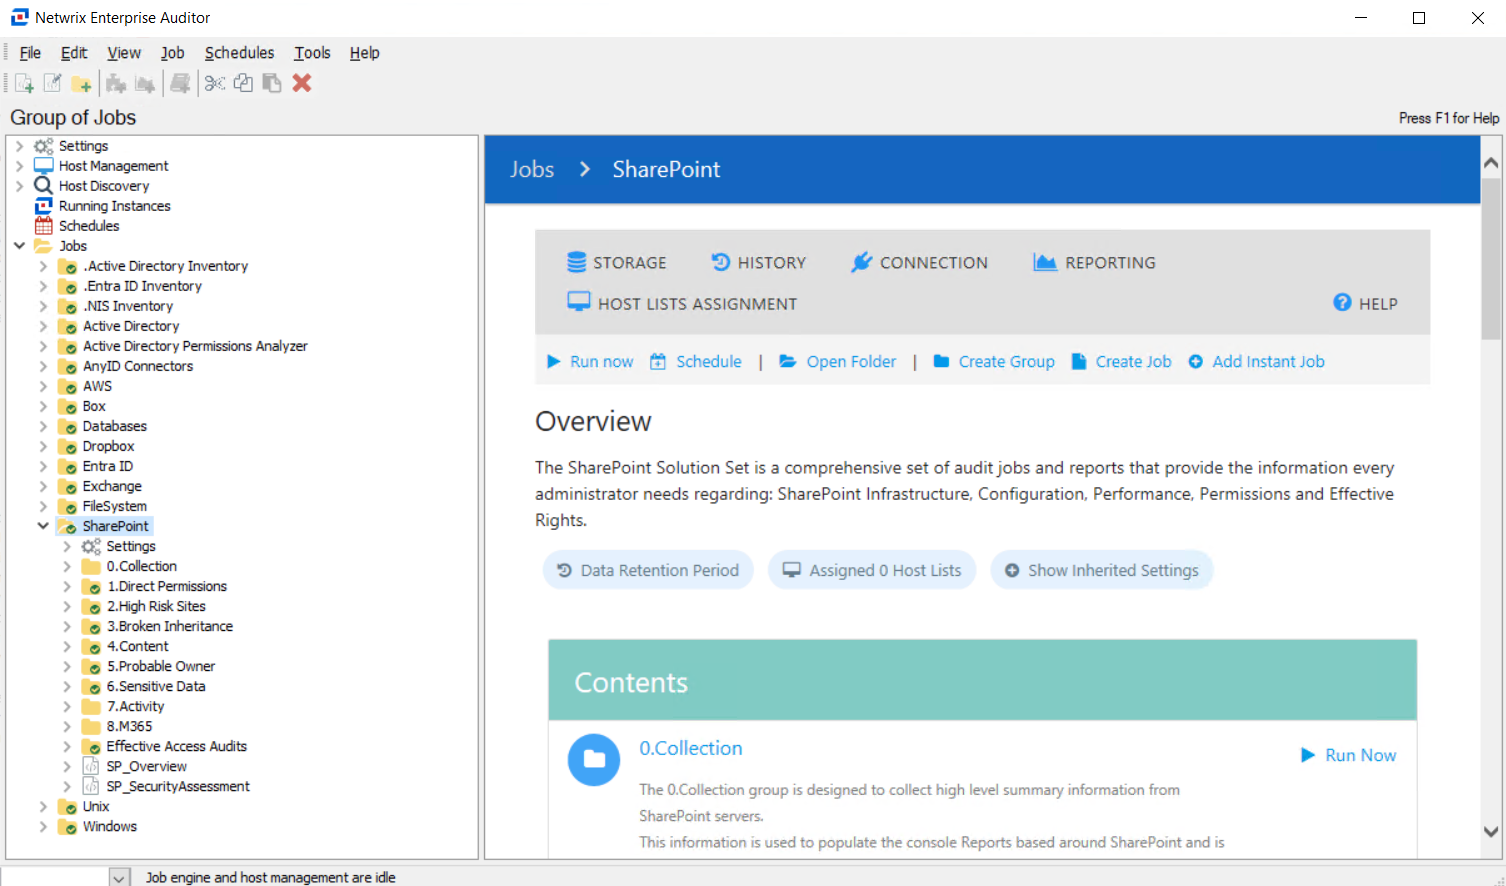 Netwrix Enterprise Auditor
File Edit View Job Schedules Tools Help
Group of Jobs
Press F1 for Help
Settings
Host Management
Host Discovery
Running Instances
Schedules
Jobs
.Active Directory Inventory
.Entra ID Inventory
.NIS Inventory
Active Directory
Active Directory Permissions Analyzer
AnyID Connectors
AWS
Box
Databases
Dropbox
Entra ID
Exchange
FileSystem
SharePoint
Settings
0.Collection
1.Direct Permissions
2.High Risk Sites
3.Broken Inheritance
4.Content
5.Probable Owner
6.Sensitive Data
7.Activity
8.M365
Effective Access Audits
SP_Overview
SP_SecurityAssessment
Unix
Windows
Jobs > SharePoint
STORAGE HISTORY CONNECTION REPORTING
HOST LISTS ASSIGNMENT HELP
Run now Schedule | Open Folder | Create Group Create Job Add Instant Job
Overview
The SharePoint Solution Set is a comprehensive set of audit jobs and reports that provide the information every
administrator needs regarding: SharePoint Infrastructure, Configuration, Performance, Permissions and Effective
Rights.
Data Retention Period Assigned 0 Host Lists Show Inherited Settings
Contents
0.Collection
Run Now
The 0.Collection group is designed to collect high level summary information from
SharePoint servers.
This information is used to populate the console Reports based around SharePoint and is
Job engine and host management are idle